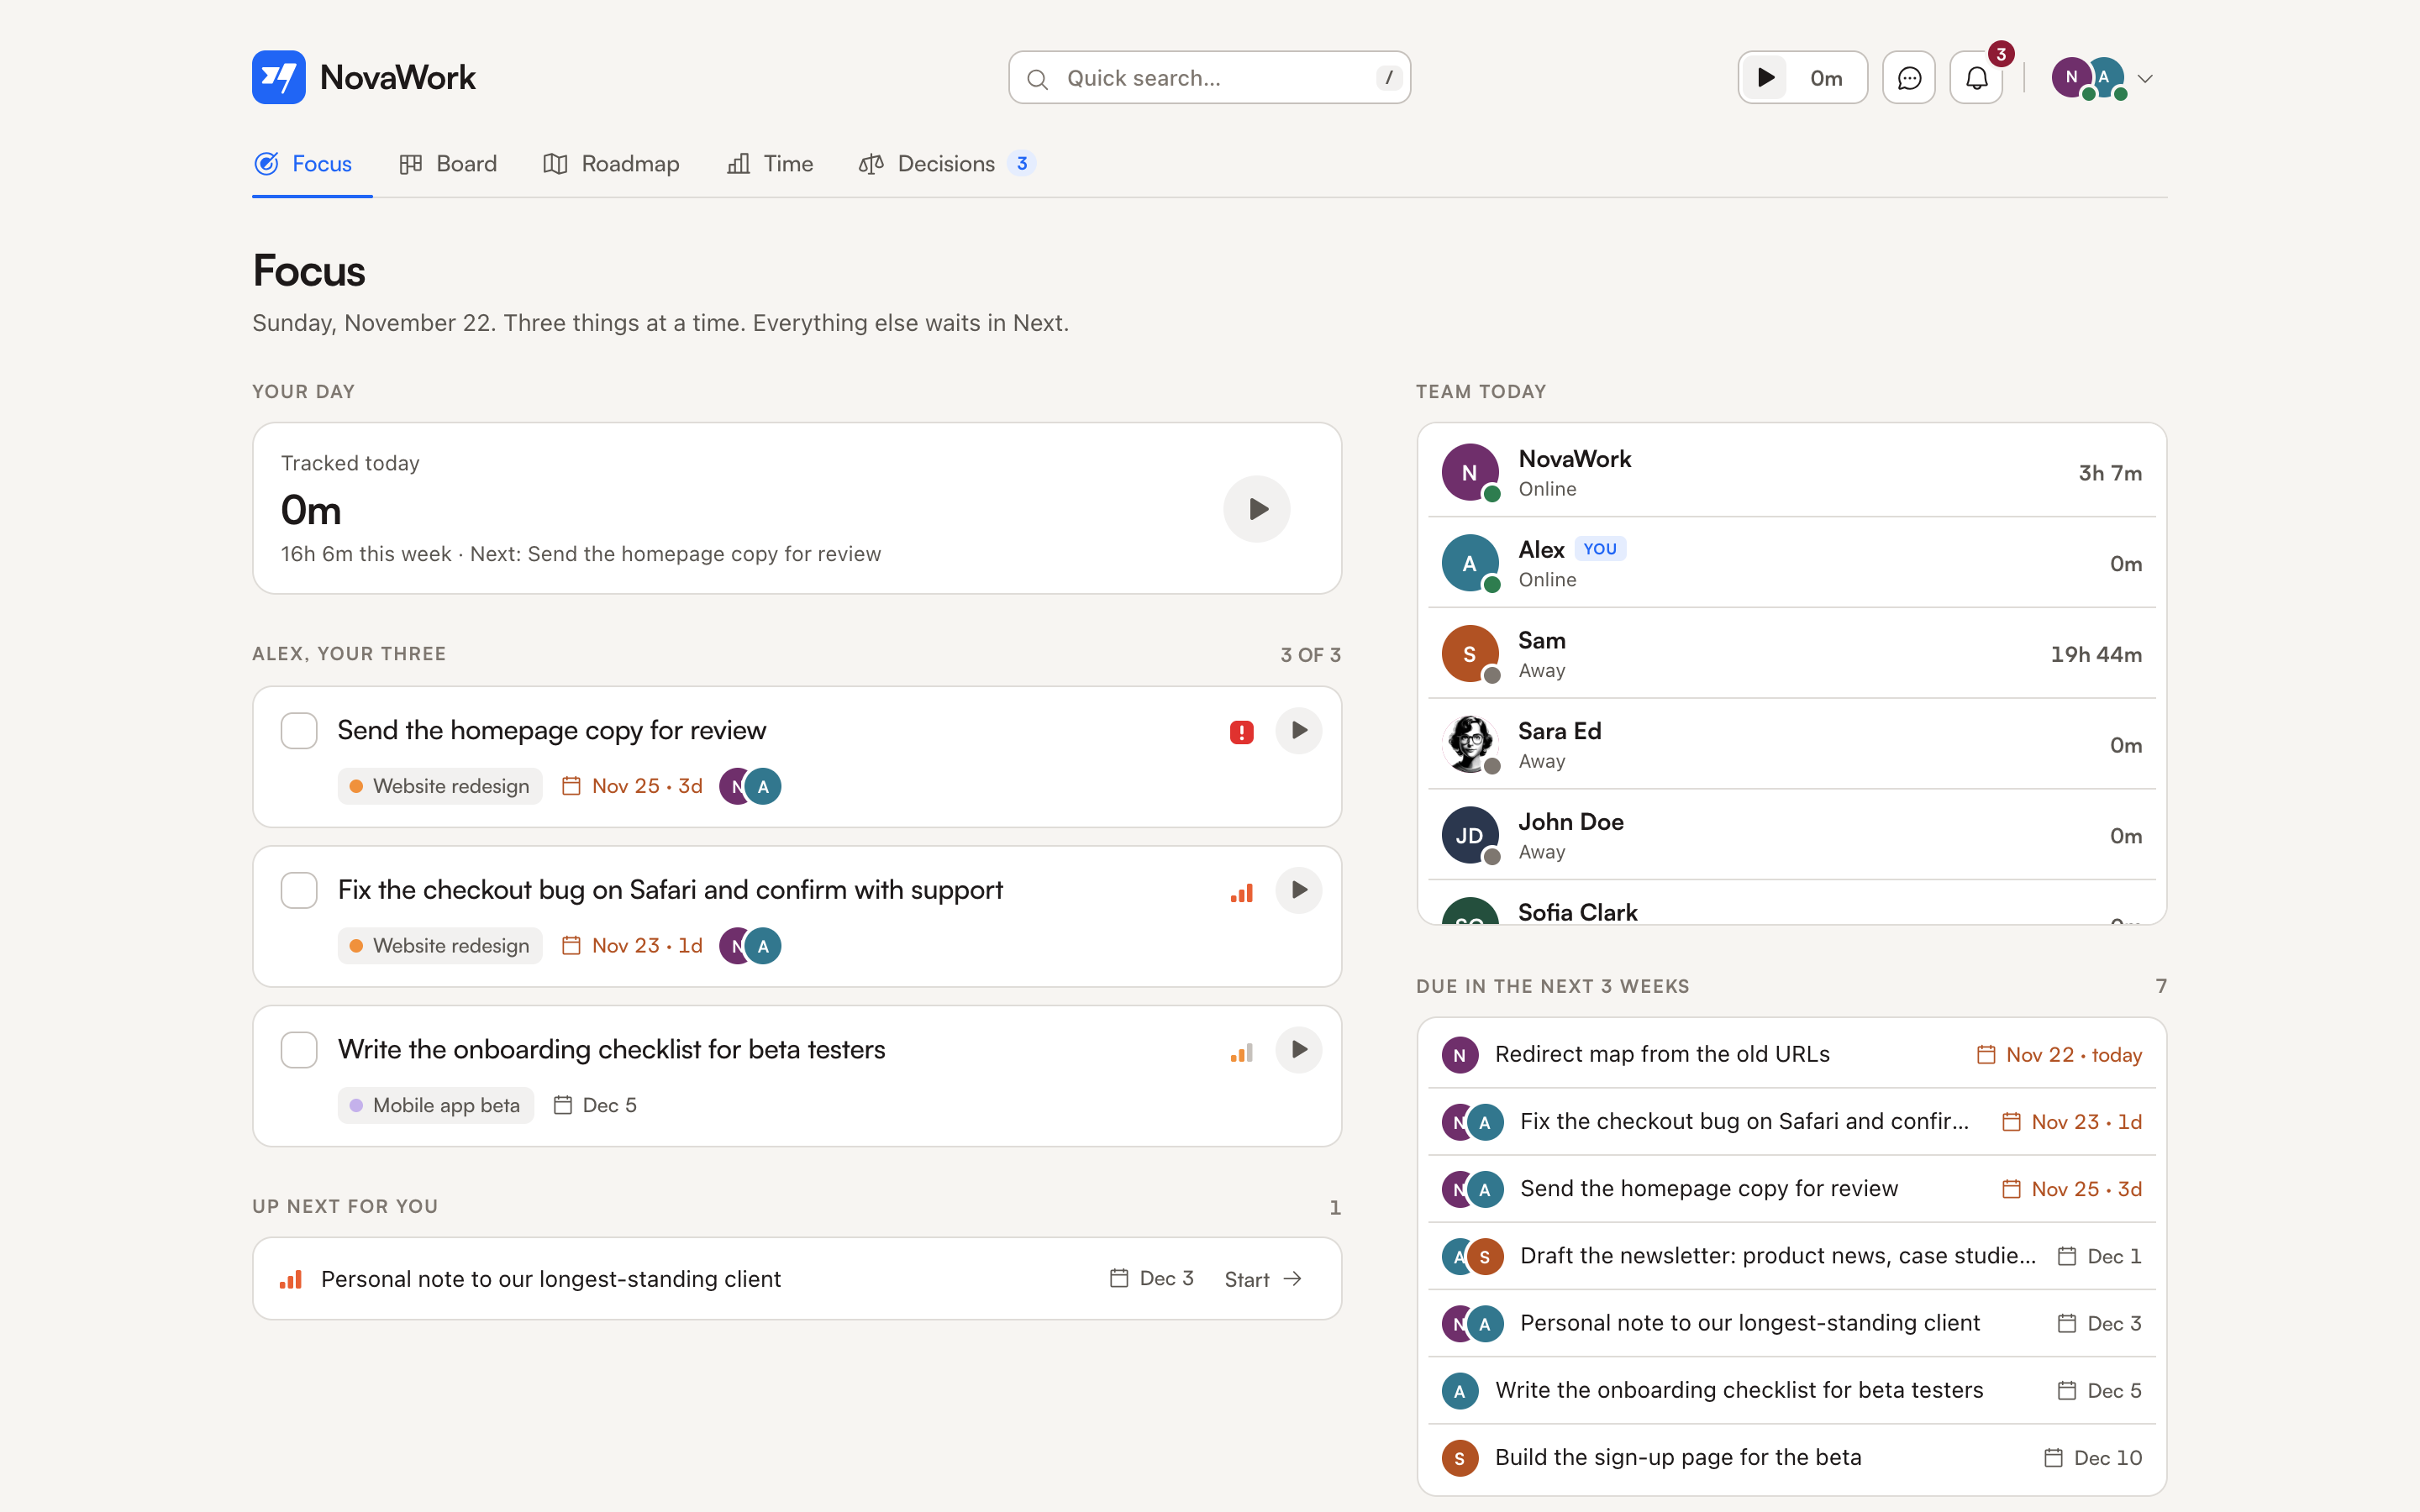 NovaWork
Quick search...
/
0m
3
N
A
Focus
Board
Roadmap
Time
Decisions 3
Focus
Sunday, November 22. Three things at a time. Everything else waits in Next.
YOUR DAY
Tracked today
0m
16h 6m this week · Next: Send the homepage copy for review
ALEX, YOUR THREE
3 OF 3
Send the homepage copy for review
Website redesign
Nov 25 · 3d
N A
Fix the checkout bug on Safari and confirm with support
Website redesign
Nov 23 · 1d
N A
Write the onboarding checklist for beta testers
Mobile app beta
Dec 5
UP NEXT FOR YOU
1
Personal note to our longest-standing client
Dec 3
Start
TEAM TODAY
N
NovaWork
Online
3h 7m
A
Alex YOU
Online
0m
S
Sam
Away
19h 44m
Sara Ed
Away
0m
JD
John Doe
Away
0m
Sofia Clark
DUE IN THE NEXT 3 WEEKS
7
N Redirect map from the old URLs Nov 22 · today
N A Fix the checkout bug on Safari and confir... Nov 23 · 1d
N A Send the homepage copy for review Nov 25 · 3d
A S Draft the newsletter: product news, case studie... Dec 1
N A Personal note to our longest-standing client Dec 3
A Write the onboarding checklist for beta testers Dec 5
S Build the sign-up page for the beta Dec 10